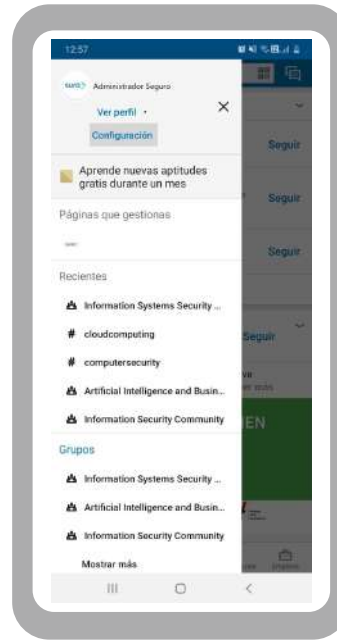 12:57
sura
Administrador Seguro
Ver perfil
Configuración
Seguir
Aprende nuevas aptitudes
gratis durante un mes
Seguir
Páginas que gestionas
Seguir
Recientes
Information Systems Security ...
# cloudcomputing
Seguir
# computersecurity
Artificial Intelligence and Busin...
Information Security Community
EN
Grupos
Information Systems Security ...
Artificial Intelligence and Busin...
Information Security Community
Mostrar más